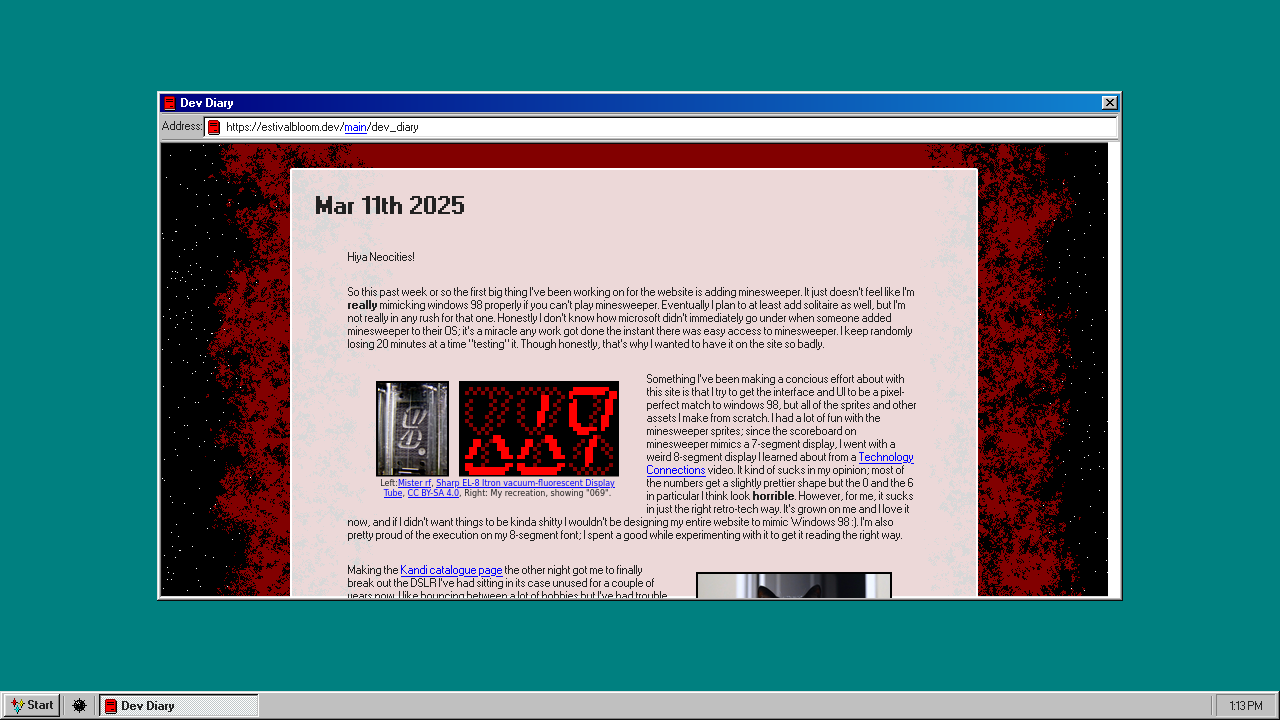 Dev Diary
Address: https://estivalbloom.dev/main/dev_diary
Mar 11th 2025
Hiya Neocities!
So this past week or so the first big thing I've been working on for the website is adding minesweeper. It just doesn't feel like I'm
really mimicking windows 98 properly if you can't play minesweeper. Eventually I plan to at least add solitaire as well, but I'm
not really in any rush for that one. Honestly I don't know how microsoft didn't immediately go under when someone added
minesweeper to their OS; it's a miracle any work got done the instant there was easy access to minesweeper. I keep randomly
losing 20 minutes at a time "testing" it. Though honestly, that's why I wanted to have it on the site so badly.
Left:Mister rf, Sharp EL-8 Itron vacuum-fluorescent Display
Tube, CC BY-SA 4.0, Right: My recreation, showing "069".
Something I've been making a concious effort about with
this site is that I try to get the interface and UI to be a pixel-
perfect match to windows 98, but all of the sprites and other
assets I make from scratch. I had a lot of fun with the
minesweeper sprites; since the scoreboard on
minesweeper mimics a 7-segment display, I went with a
weird 8-segment display I learned about from a Technology
Connections video. It kind of sucks in my opinion; most of
the numbers get a slightly prettier shape but the 0 and the 6
in particular I think look horrible. However, for me, it sucks
in just the right retro-tech way. It's grown on me and I love it
now, and if I didn't want things to be kinda shitty I wouldn't be designing my entire website to mimic Windows 98 :). I'm also
pretty proud of the execution on my 8-segment font. I spent a good while experimenting with it to get it reading the right way.
Making the Kandi catalogue page the other night got me to finally
break out the DSLR I've had sitting in its case unused for a couple of
years now. I like bouncing between a lot of hobbies but I've had trouble
Start
Dev Diary
1:13 PM